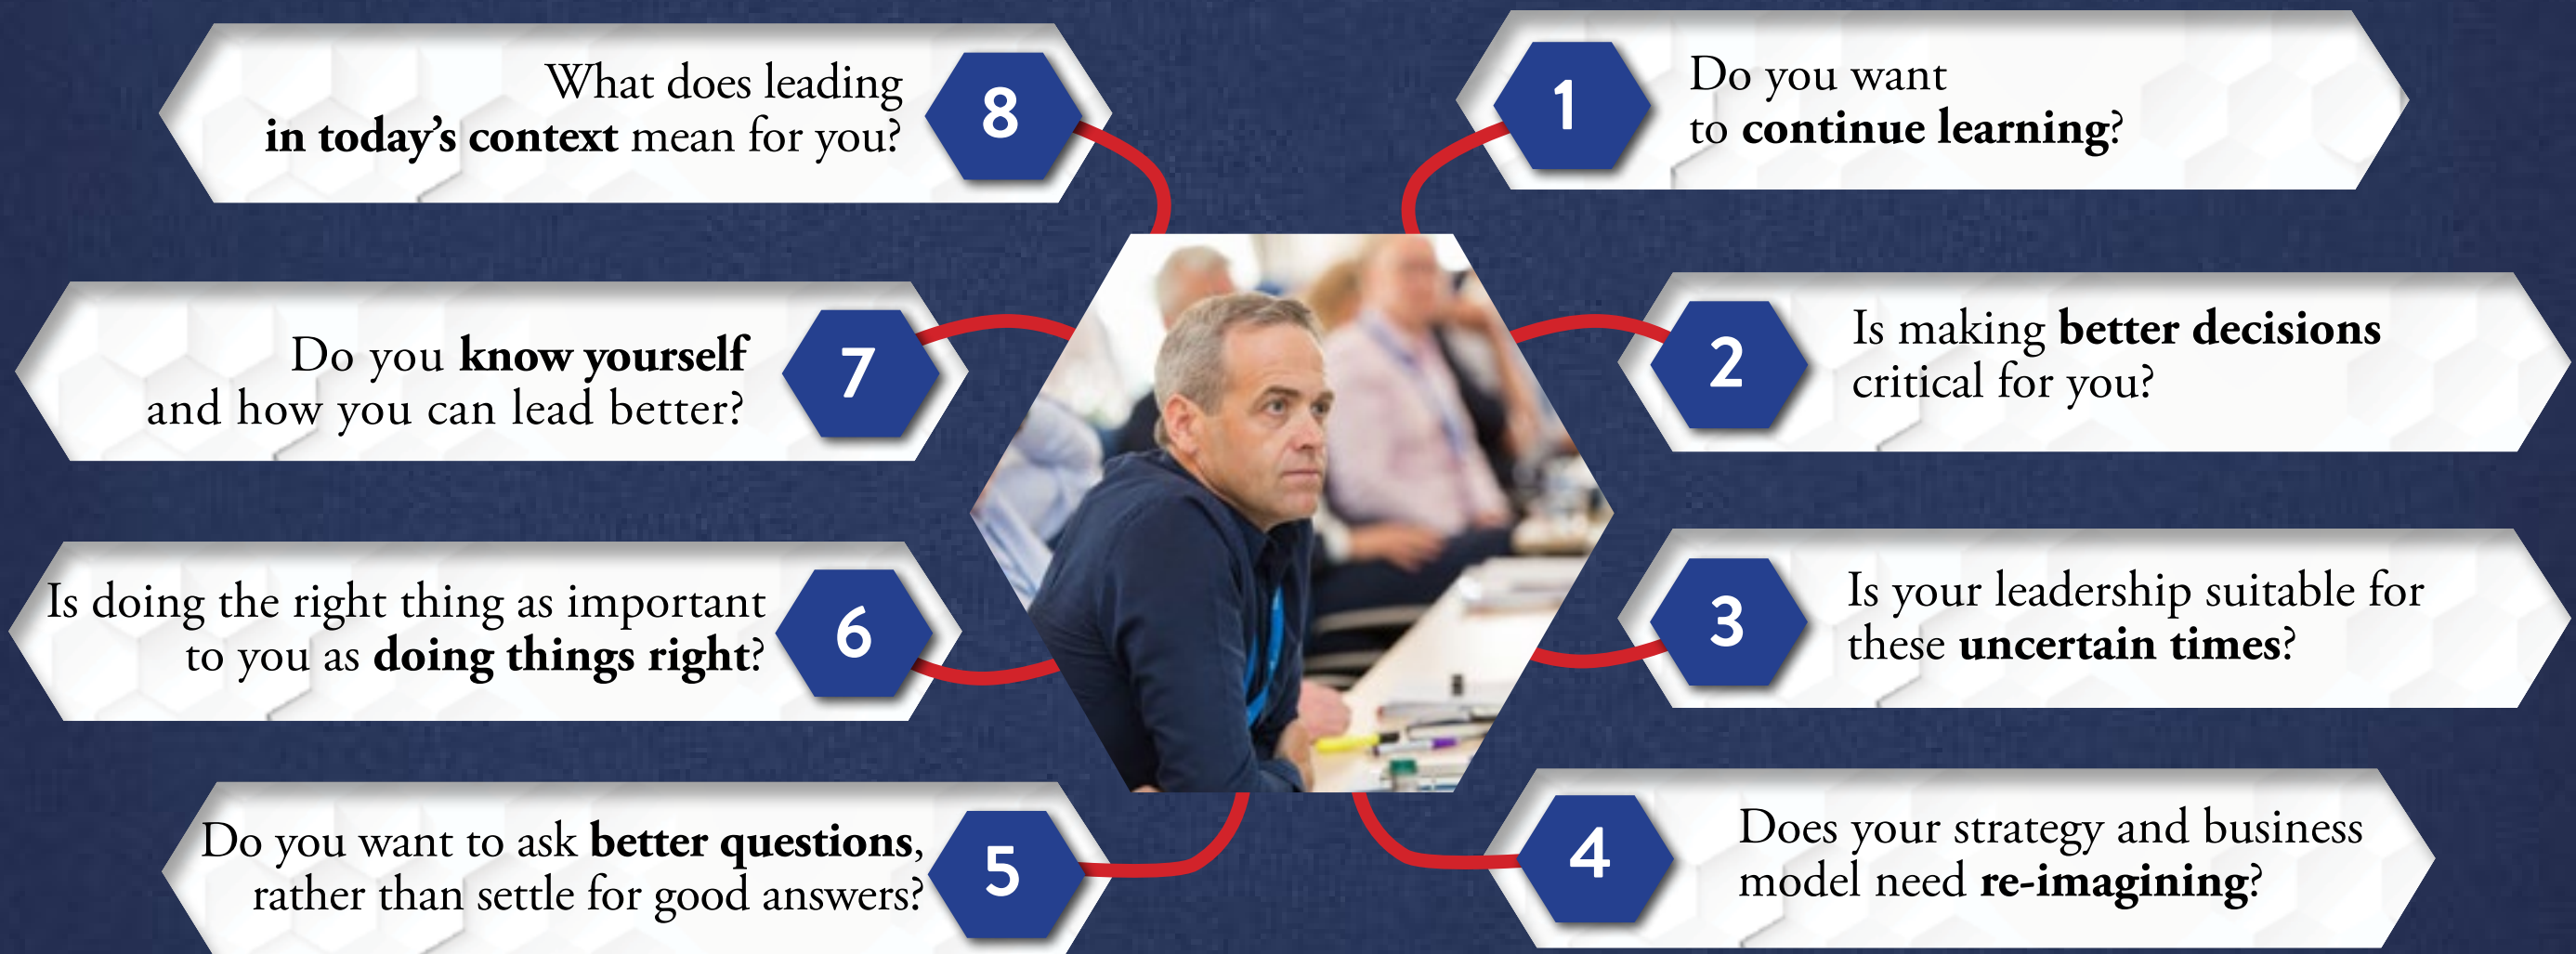 1
Do you want
to continue learning?
2
Is making better decisions
critical for you?
3
Is your leadership suitable for
these uncertain times?
4
Does your strategy and business
model need re-imagining?
5
Do you want to ask better questions,
rather than settle for good answers?
6
Is doing the right thing as important
to you as doing things right?
7
Do you know yourself
and how you can lead better?
8
What does leading
in today’s context mean for you?